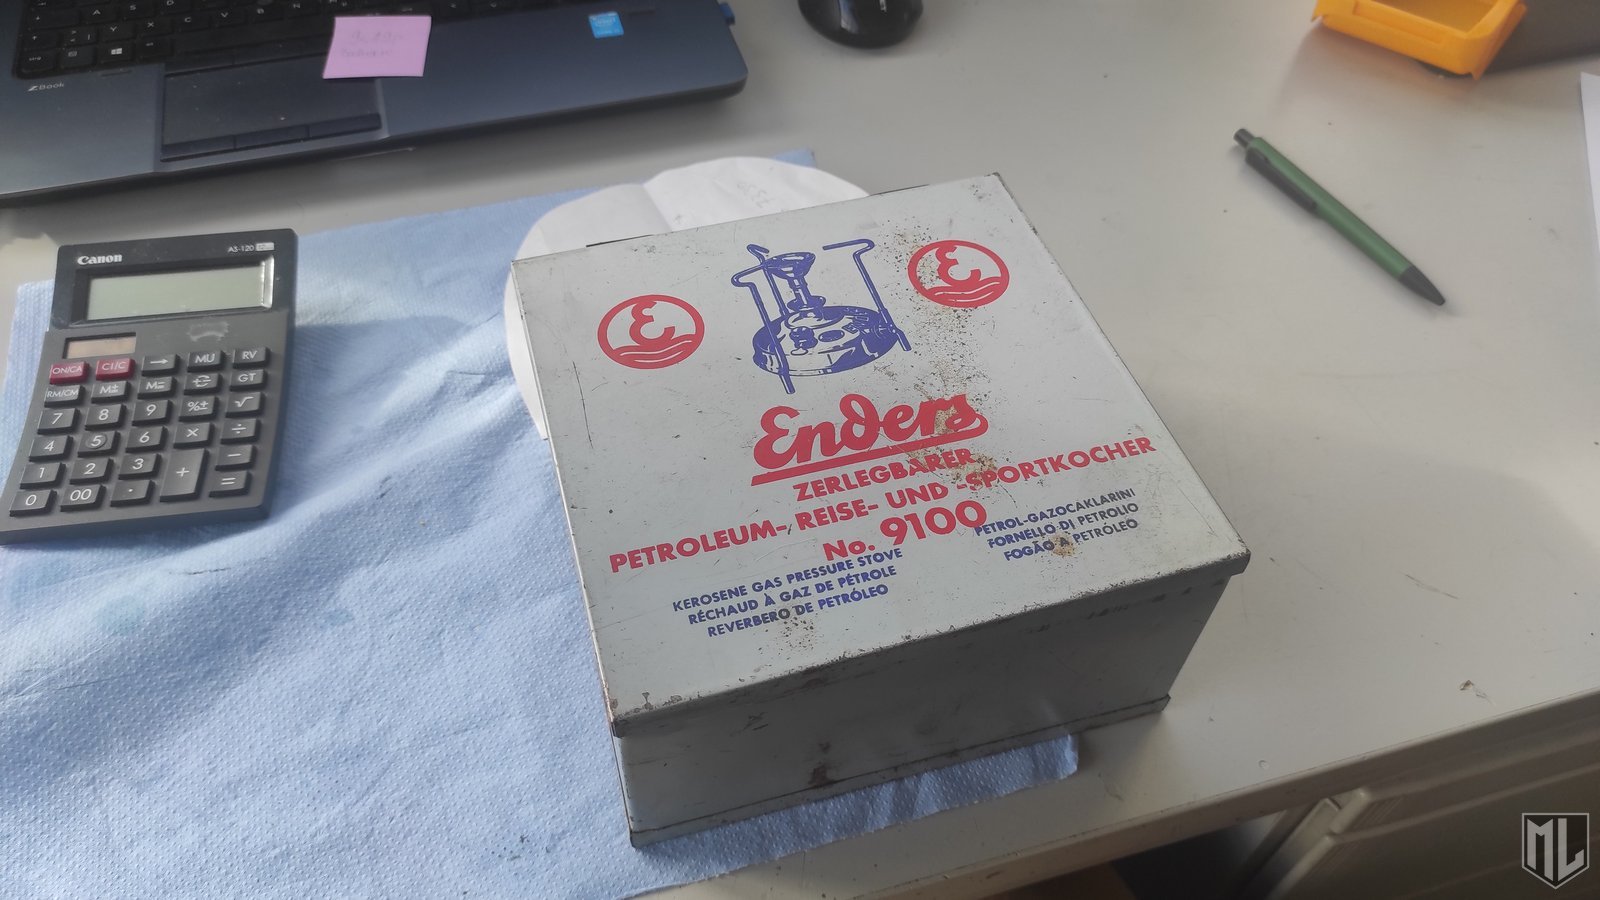 ZBook
Canon
AS-120
ON/CA
CI/C
→
MU
RV
RM/CM
M±
M=
GT
7
8
9
%±
√
4
5
6
×
÷
1
2
3
+
−
0
00
.
=
Enders
ZERLEGBARER
PETROLEUM-, REISE- UND -SPORTKOCHER
No. 9100
KEROSENE GAS PRESSURE STOVE
RÉCHAUD À GAZ DE PÉTROLE
REVERBERO DE PETRÓLEO
PETROL-GAZOCAKLARINI
FORNELLO DI PETROLIO
FOGÃO A PETRÓLEO
ML